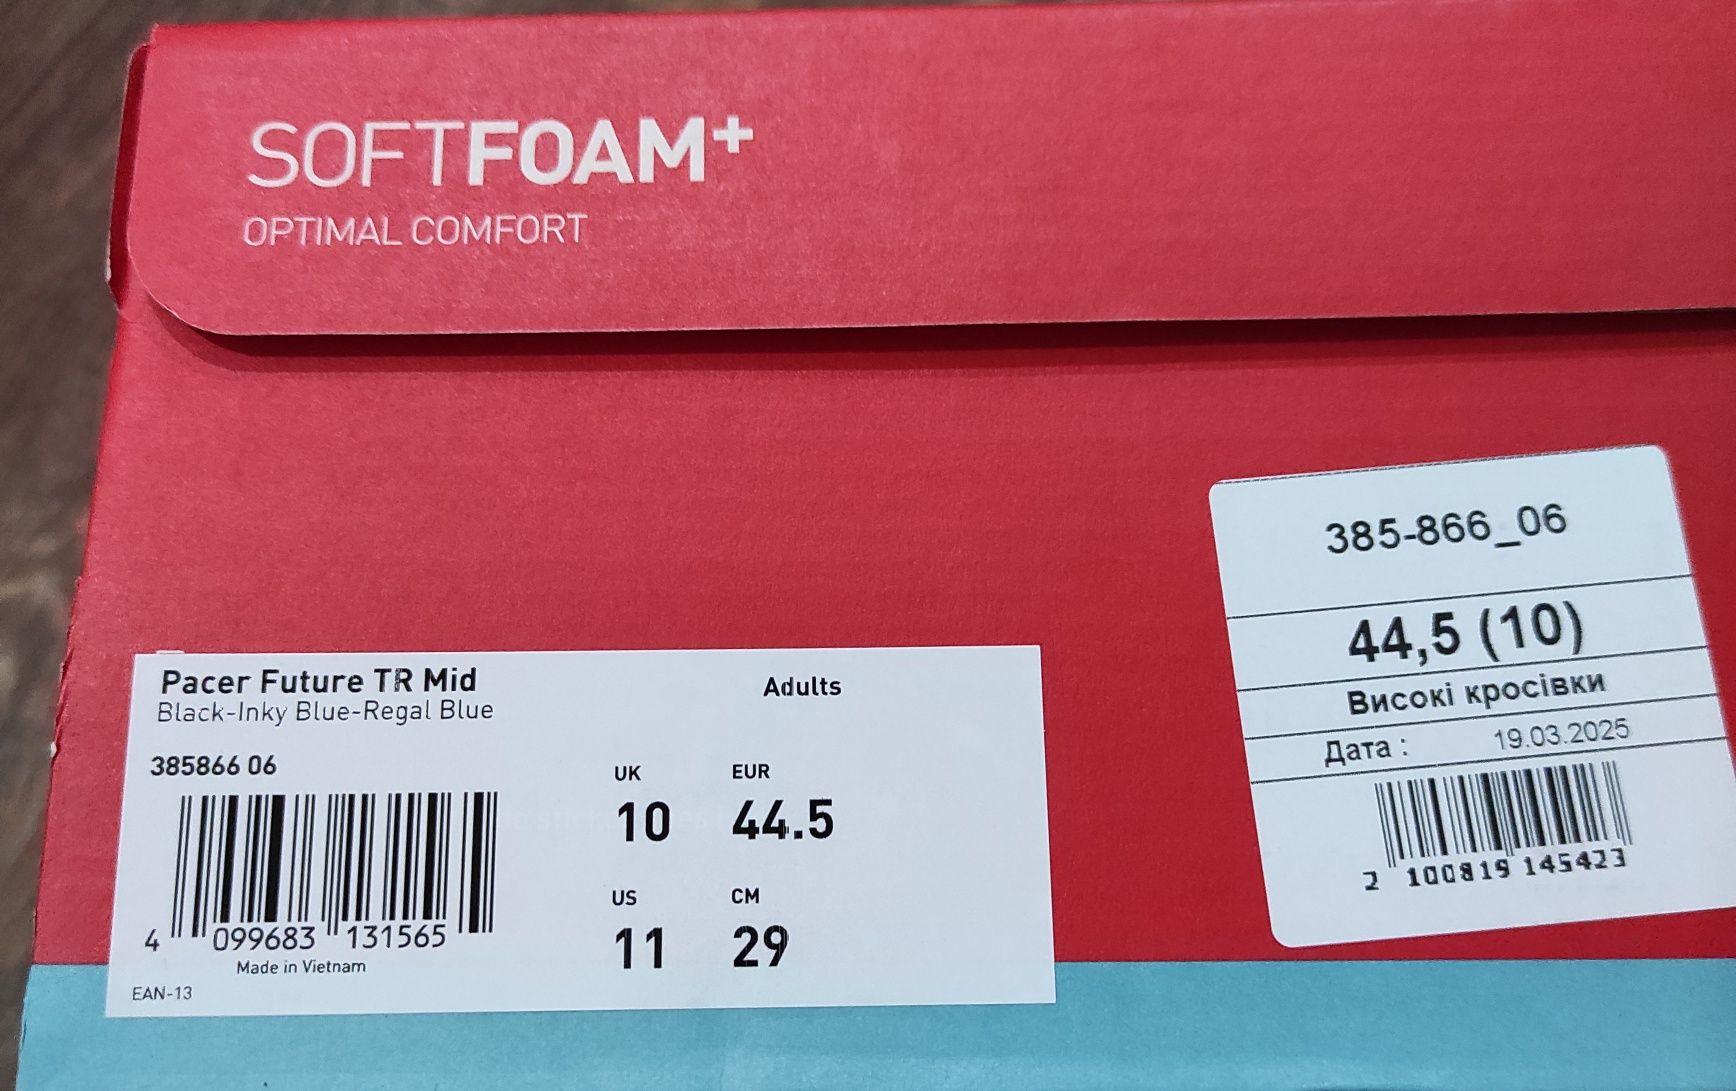 SOFTFOAM+
OPTIMAL COMFORT
385-866_06
44,5 (10)
Високі кросівки
Дата : 19.03.2025
2 100819 145423
Pacer Future TR Mid
Black-Inky Blue-Regal Blue
Adults
385866 06
UK EUR
10 44.5
US CM
11 29
4 099683 131565
Made in Vietnam
EAN-13